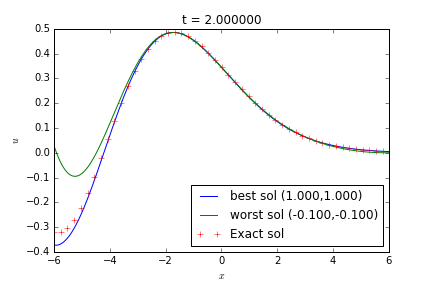 t = 2.000000
0.5
0.4
0.3
0.2
0.1
0.0
−0.1
−0.2
−0.3
−0.4
u
best sol (1.000,1.000)
worst sol (-0.100,-0.100)
Exact sol
−6 −4 −2 0 2 4 6
x